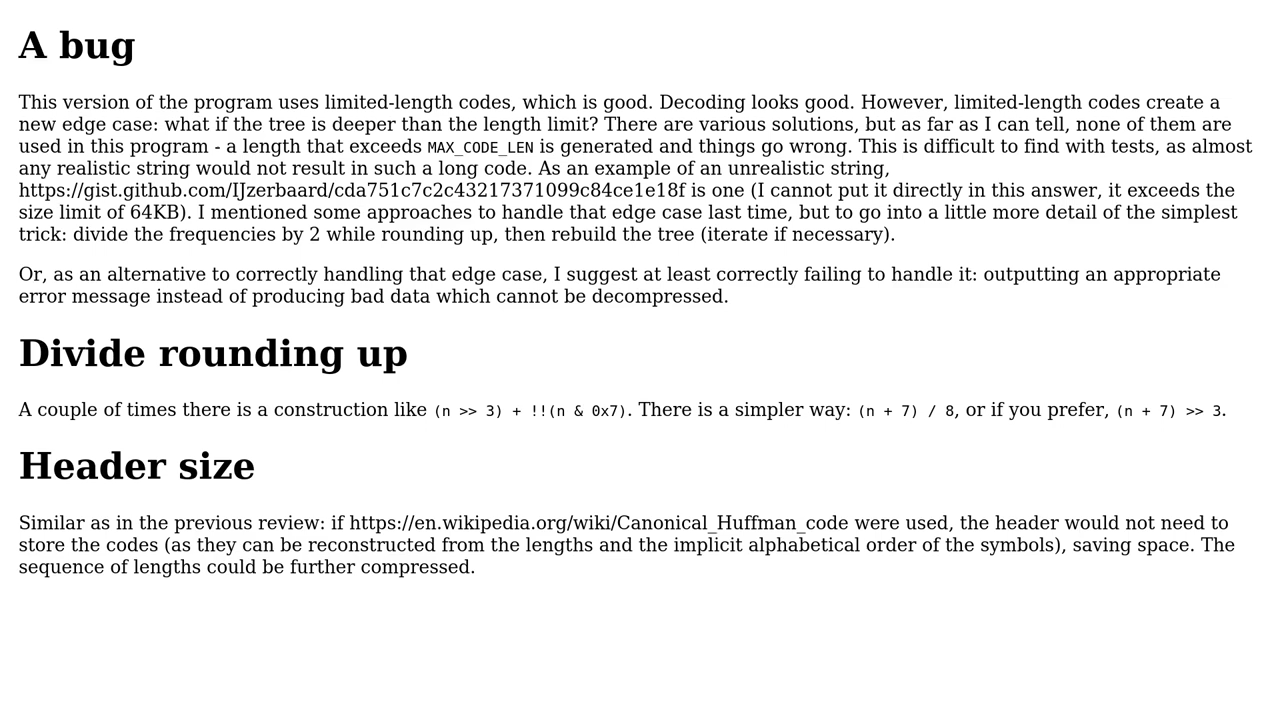 A bug
This version of the program uses limited-length codes, which is good. Decoding looks good. However, limited-length codes create a
new edge case: what if the tree is deeper than the length limit? There are various solutions, but as far as I can tell, none of them are
used in this program - a length that exceeds MAX_CODE_LEN is generated and things go wrong. This is difficult to find with tests, as almost
any realistic string would not result in such a long code. As an example of an unrealistic string,
https://gist.github.com/IJzerbaard/cda751c7c2c43217371099c84ce1e18f is one (I cannot put it directly in this answer, it exceeds the
size limit of 64KB). I mentioned some approaches to handle that edge case last time, but to go into a little more detail of the simplest
trick: divide the frequencies by 2 while rounding up, then rebuild the tree (iterate if necessary).
Or, as an alternative to correctly handling that edge case, I suggest at least correctly failing to handle it: outputting an appropriate
error message instead of producing bad data which cannot be decompressed.
Divide rounding up
A couple of times there is a construction like (n >> 3) + !!(n & 0x7). There is a simpler way: (n + 7) / 8, or if you prefer, (n + 7) >> 3.
Header size
Similar as in the previous review: if https://en.wikipedia.org/wiki/Canonical_Huffman_code were used, the header would not need to
store the codes (as they can be reconstructed from the lengths and the implicit alphabetical order of the symbols), saving space. The
sequence of lengths could be further compressed.